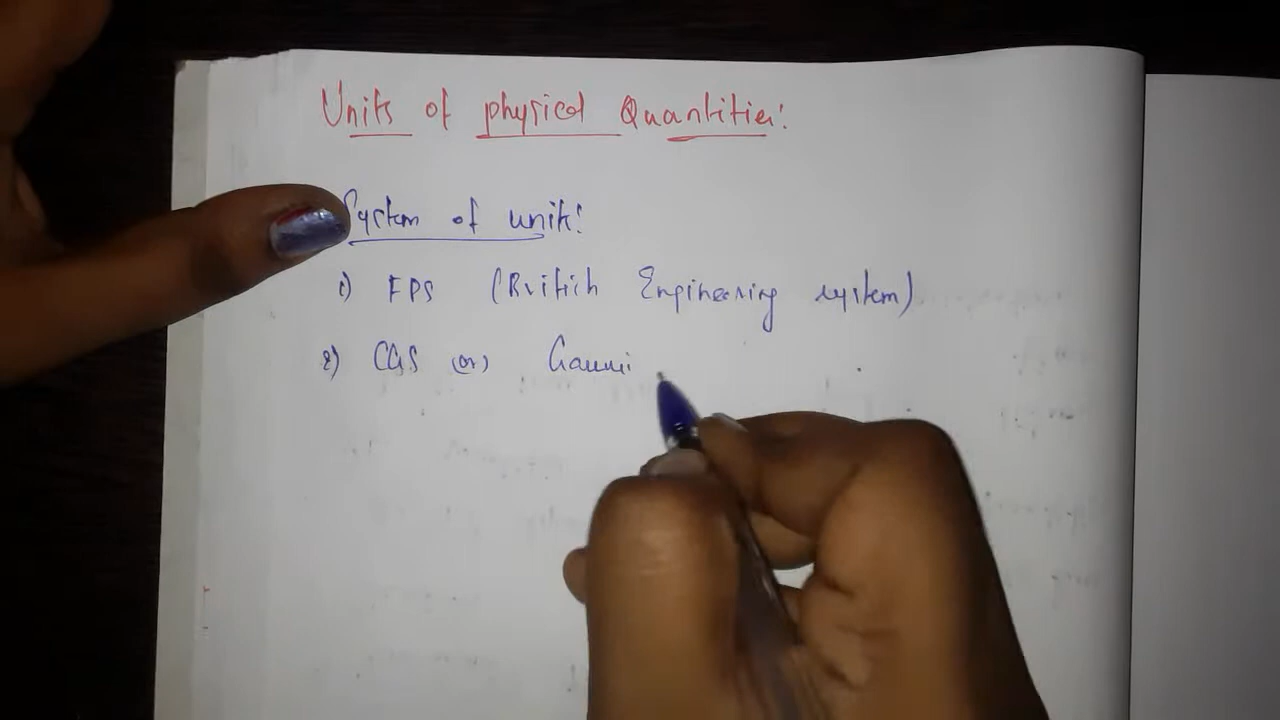 Units of physical Quantities:
System of units:
1) FPS (British Engineering system)
2) CGS (or) Gaussi